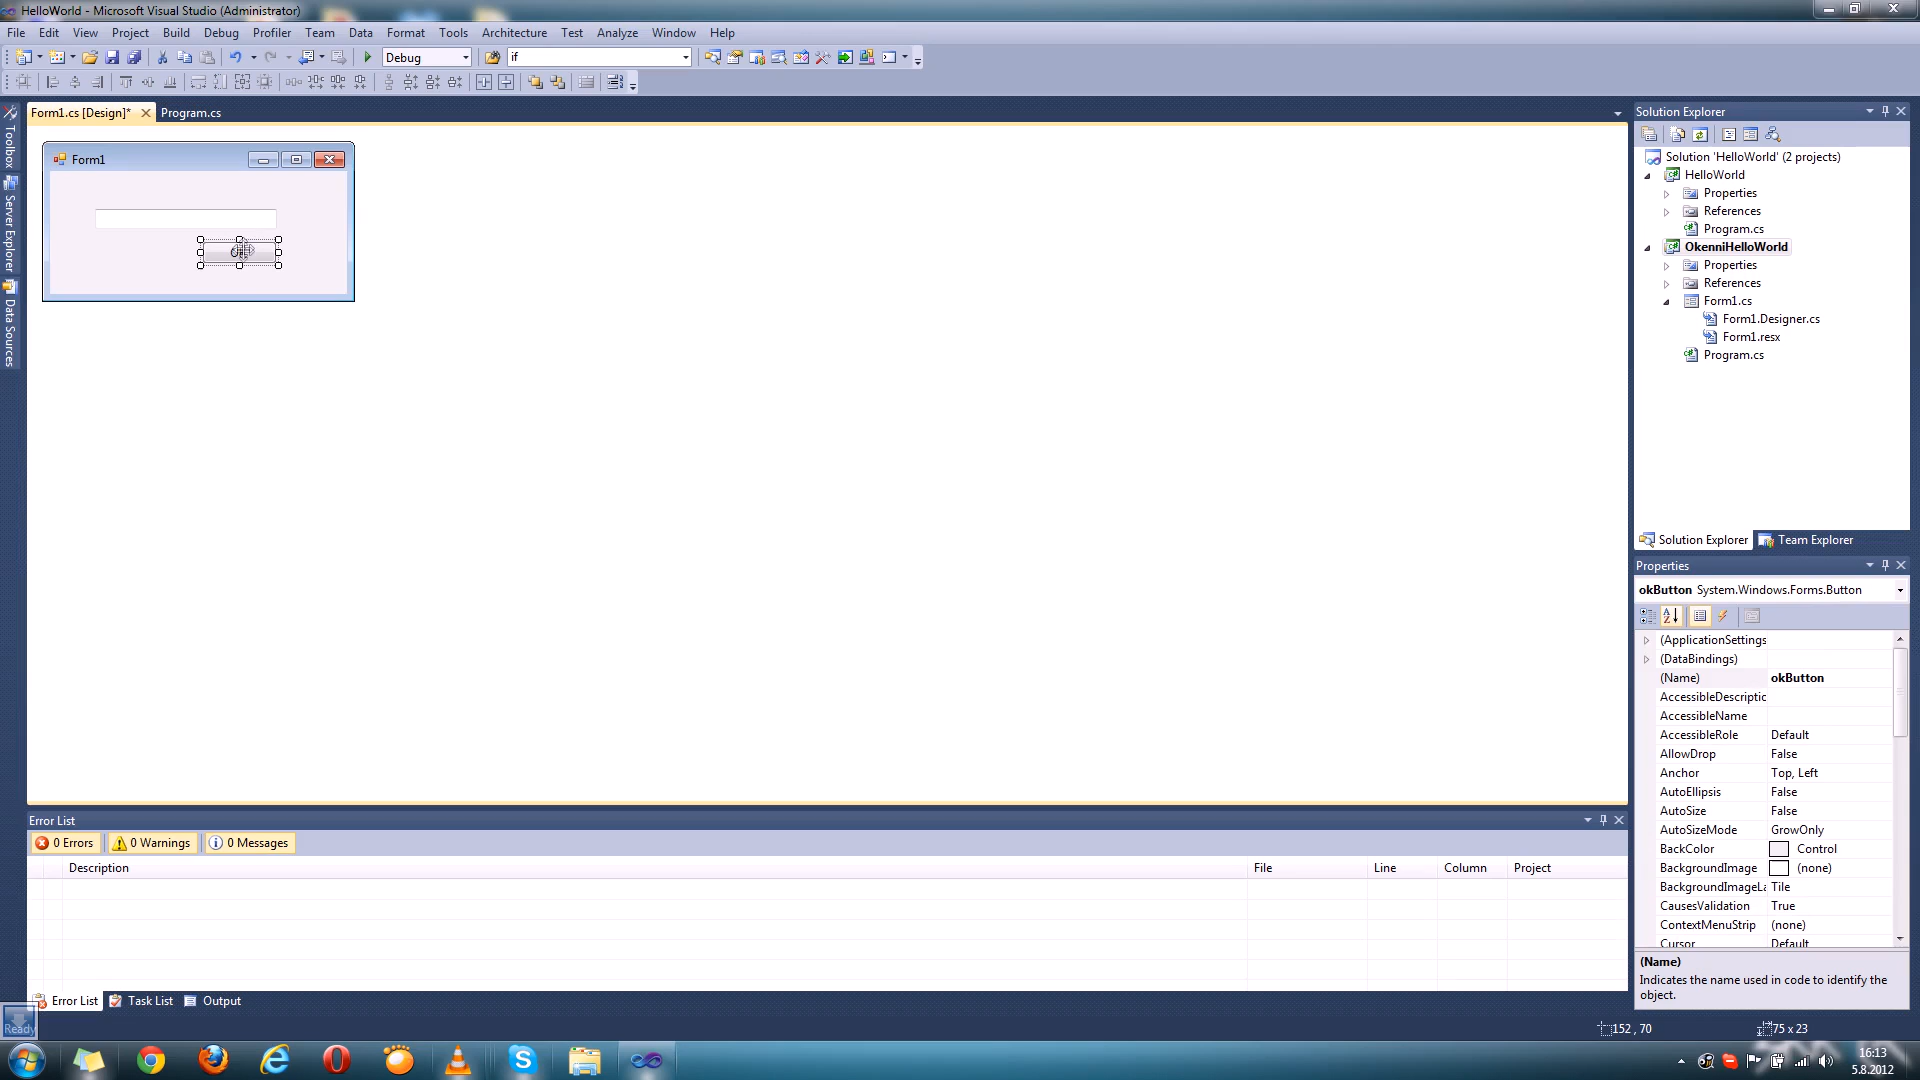 HelloWorld - Microsoft Visual Studio (Administrator)
File Edit View Project Build Debug Profiler Team Data Format Tools Architecture Test Analyze Window Help
Debug if
Form1.cs [Design]* Program.cs
Form1
Toolbox
Server Explorer
Data Sources
Solution Explorer
Solution 'HelloWorld' (2 projects)
HelloWorld
Properties
References
Program.cs
OkenniHelloWorld
Properties
References
Form1.cs
Form1.Designer.cs
Form1.resx
Program.cs
Solution Explorer Team Explorer
Properties
okButton System.Windows.Forms.Button
(ApplicationSettings
(DataBindings)
(Name) okButton
AccessibleDescriptic
AccessibleName
AccessibleRole Default
AllowDrop False
Anchor Top, Left
AutoEllipsis False
AutoSize False
AutoSizeMode GrowOnly
BackColor Control
BackgroundImage (none)
BackgroundImageLa Tile
CausesValidation True
ContextMenuStrip (none)
Cursor Default
(Name)
Indicates the name used in code to identify the
object.
Error List
0 Errors 0 Warnings 0 Messages
Description File Line Column Project
Error List Task List Output
Ready 152 , 70 75 x 23
16:13
5.8.2012